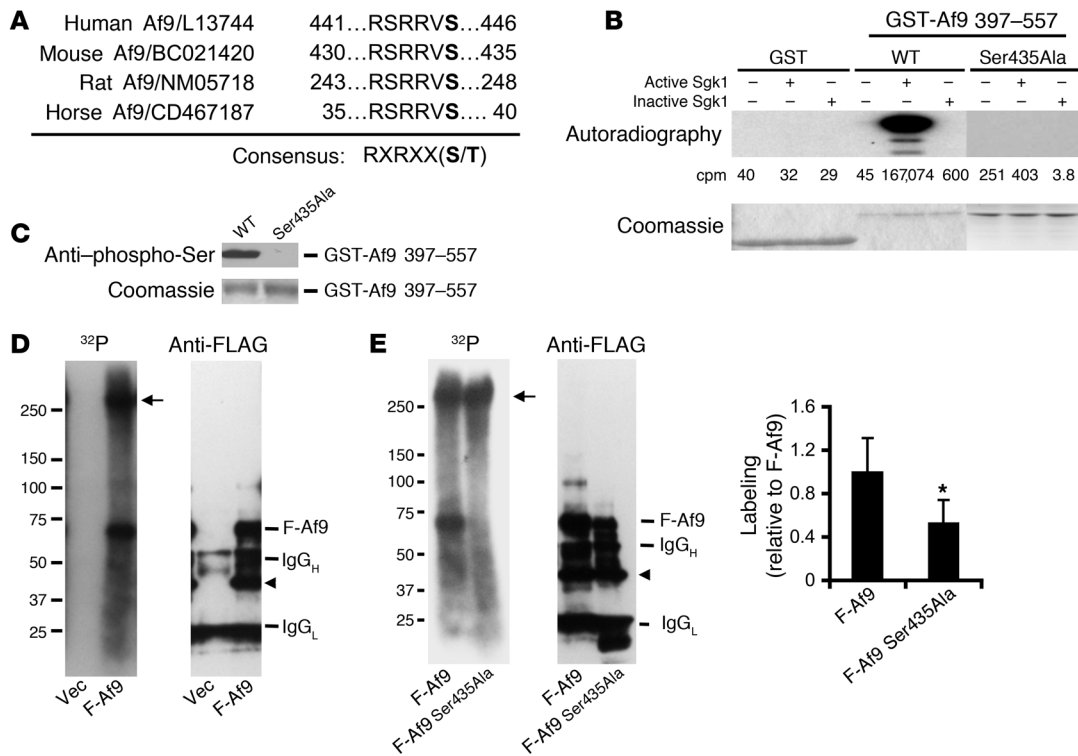 A
Human Af9/L13744 441…RSRRVS…446
Mouse Af9/BC021420 430…RSRRVS…435
Rat Af9/NM05718 243…RSRRVS…248
Horse Af9/CD467187 35…RSRRVS…. 40
Consensus: RXRXX(S/T)
B
GST-Af9 397–557
GST WT Ser435Ala
Active Sgk1 – + – – + – – + –
Inactive Sgk1 – – + – – + – – +
Autoradiography
cpm 40 32 29 45 167,074 600 251 403 3.8
Coomassie
C
WT Ser435Ala
Anti–phospho-Ser GST-Af9 397–557
Coomassie GST-Af9 397–557
D
32P Anti-FLAG
250
150
100
75
50
37
25
F-Af9
IgGH
IgGL
Vec F-Af9 Vec F-Af9
E
32P Anti-FLAG
250
150
100
75
50
37
25
F-Af9
IgGH
IgGL
F-Af9 F-Af9 Ser435Ala F-Af9 F-Af9 Ser435Ala
Labeling
(relative to F-Af9)
1.6
1.2
0.8
0.4
0
*
F-Af9 F-Af9 Ser435Ala